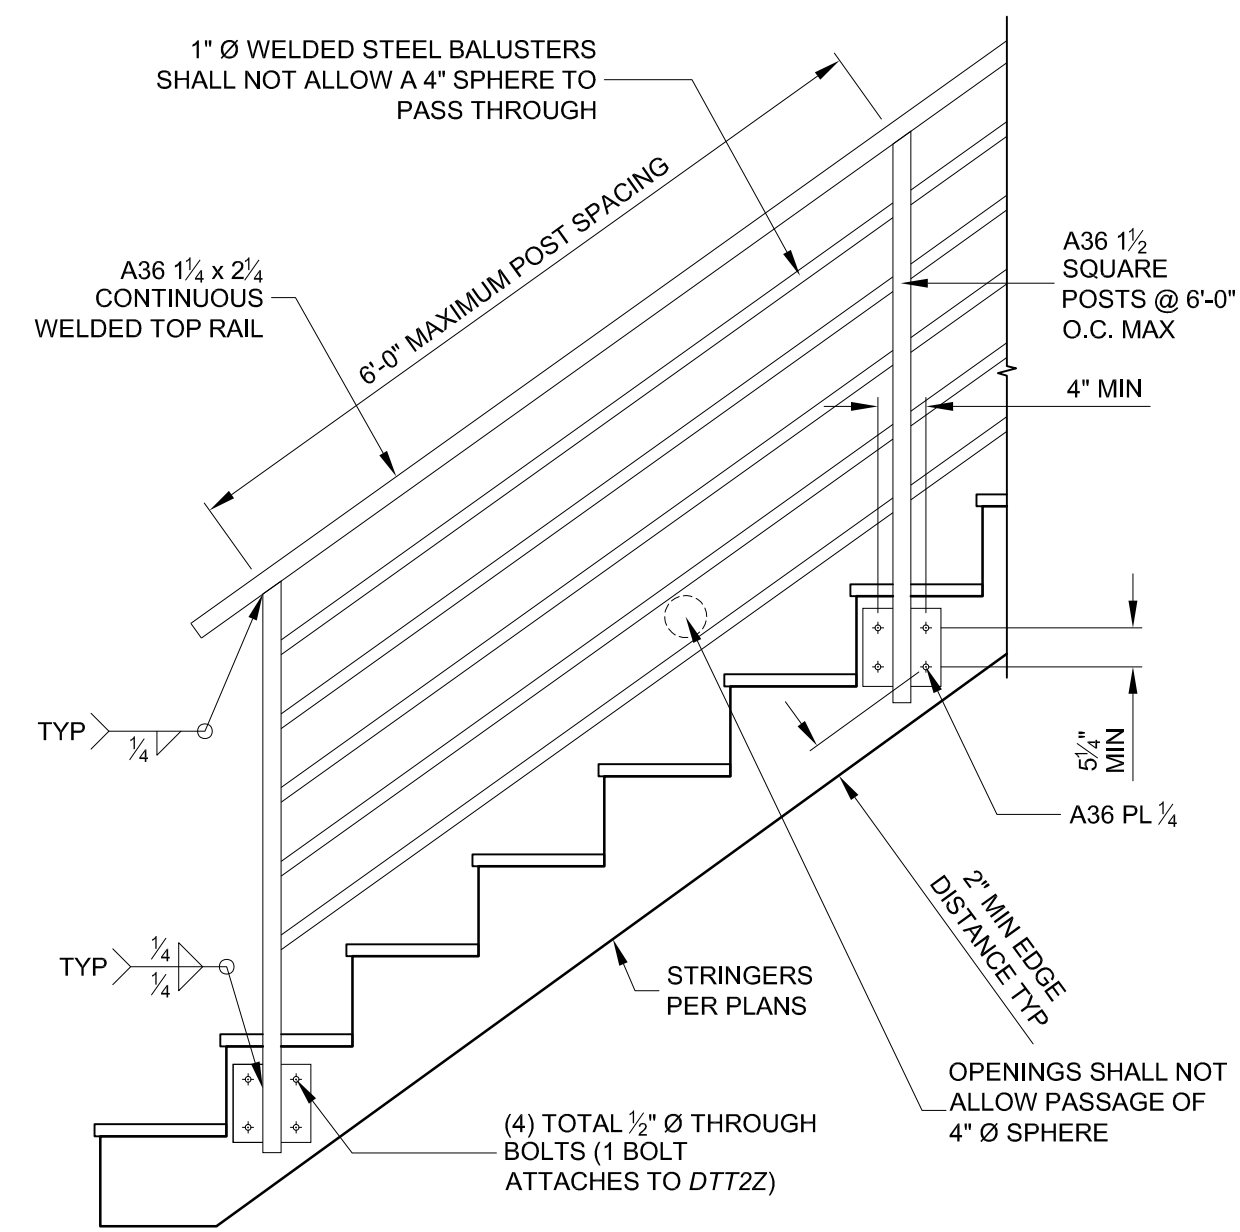 1" Ø WELDED STEEL BALUSTERS
SHALL NOT ALLOW A 4" SPHERE TO
PASS THROUGH
6'-0" MAXIMUM POST SPACING
A36 1¼ x 2¼
CONTINUOUS
WELDED TOP RAIL
A36 1½
SQUARE
POSTS @ 6'-0"
O.C. MAX
4" MIN
TYP
¼
5¼"
MIN
A36 PL ¼
2" MIN EDGE
DISTANCE TYP
TYP
¼
¼
STRINGERS
PER PLANS
OPENINGS SHALL NOT
ALLOW PASSAGE OF
4" Ø SPHERE
(4) TOTAL ½" Ø THROUGH
BOLTS (1 BOLT
ATTACHES TO DTT2Z)